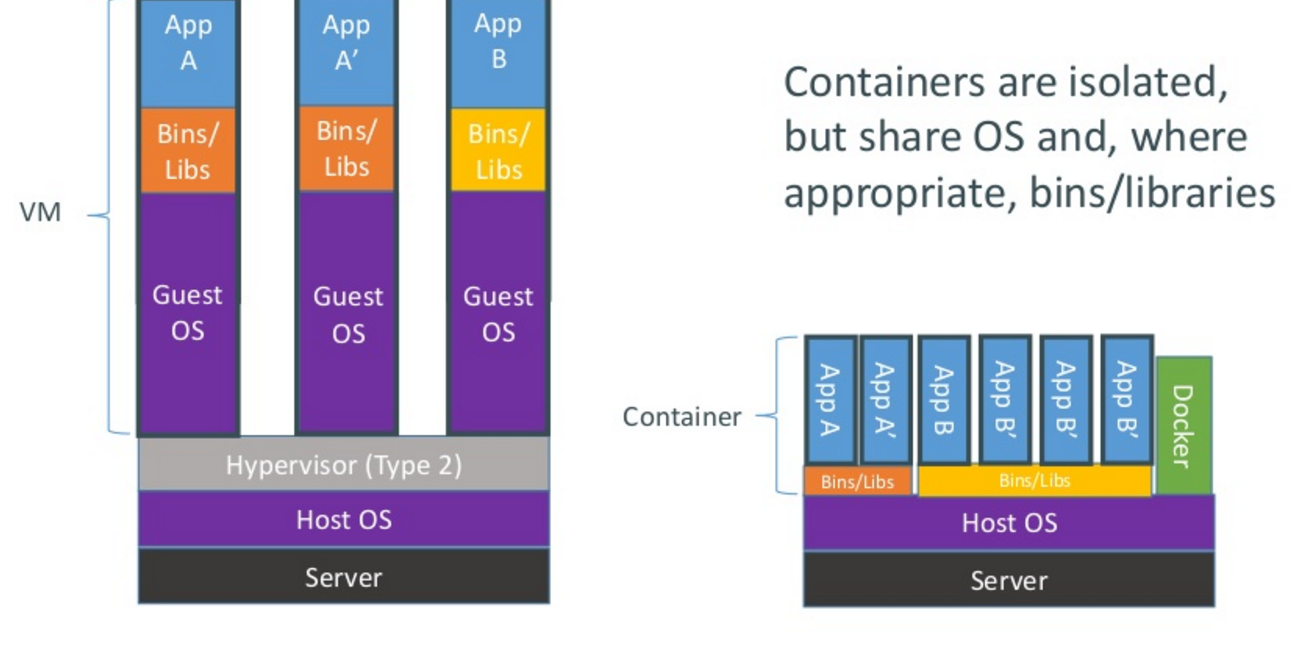 App
A
App
A’
App
B
Bins/
Libs
Bins/
Libs
Bins/
Libs
VM
Guest
OS
Guest
OS
Guest
OS
Hypervisor (Type 2)
Host OS
Server
Containers are isolated,
but share OS and, where
appropriate, bins/libraries
Container
App A
App A’
App B
App B’
App B’
App B’
Docker
Bins/Libs
Bins/Libs
Host OS
Server